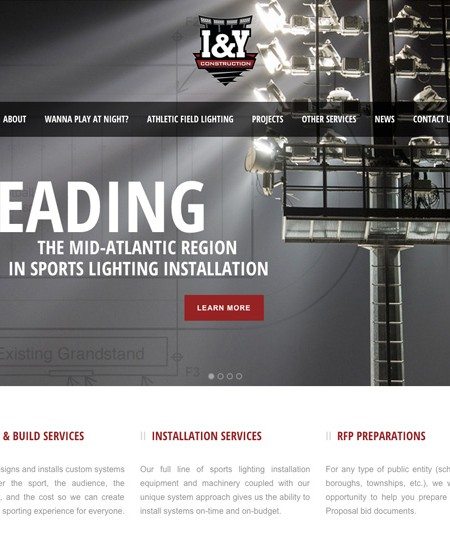 I&Y
CONSTRUCTION
ABOUT WANNA PLAY AT NIGHT? ATHLETIC FIELD LIGHTING PROJECTS OTHER SERVICES NEWS CONTACT U
EADING
THE MID-ATLANTIC REGION
IN SPORTS LIGHTING INSTALLATION
LEARN MORE
Existing Grandstand
F3
& BUILD SERVICES
esigns and installs custom systems
er the sport, the audience, the
, and the cost so we can create
sporting experience for everyone.
INSTALLATION SERVICES
Our full line of sports lighting installation
equipment and machinery coupled with our
unique system approach gives us the ability to
install systems on-time and on-budget.
RFP PREPARATIONS
For any type of public entity (sch
boroughs, townships, etc.), we w
opportunity to help you prepare
Proposal bid documents.